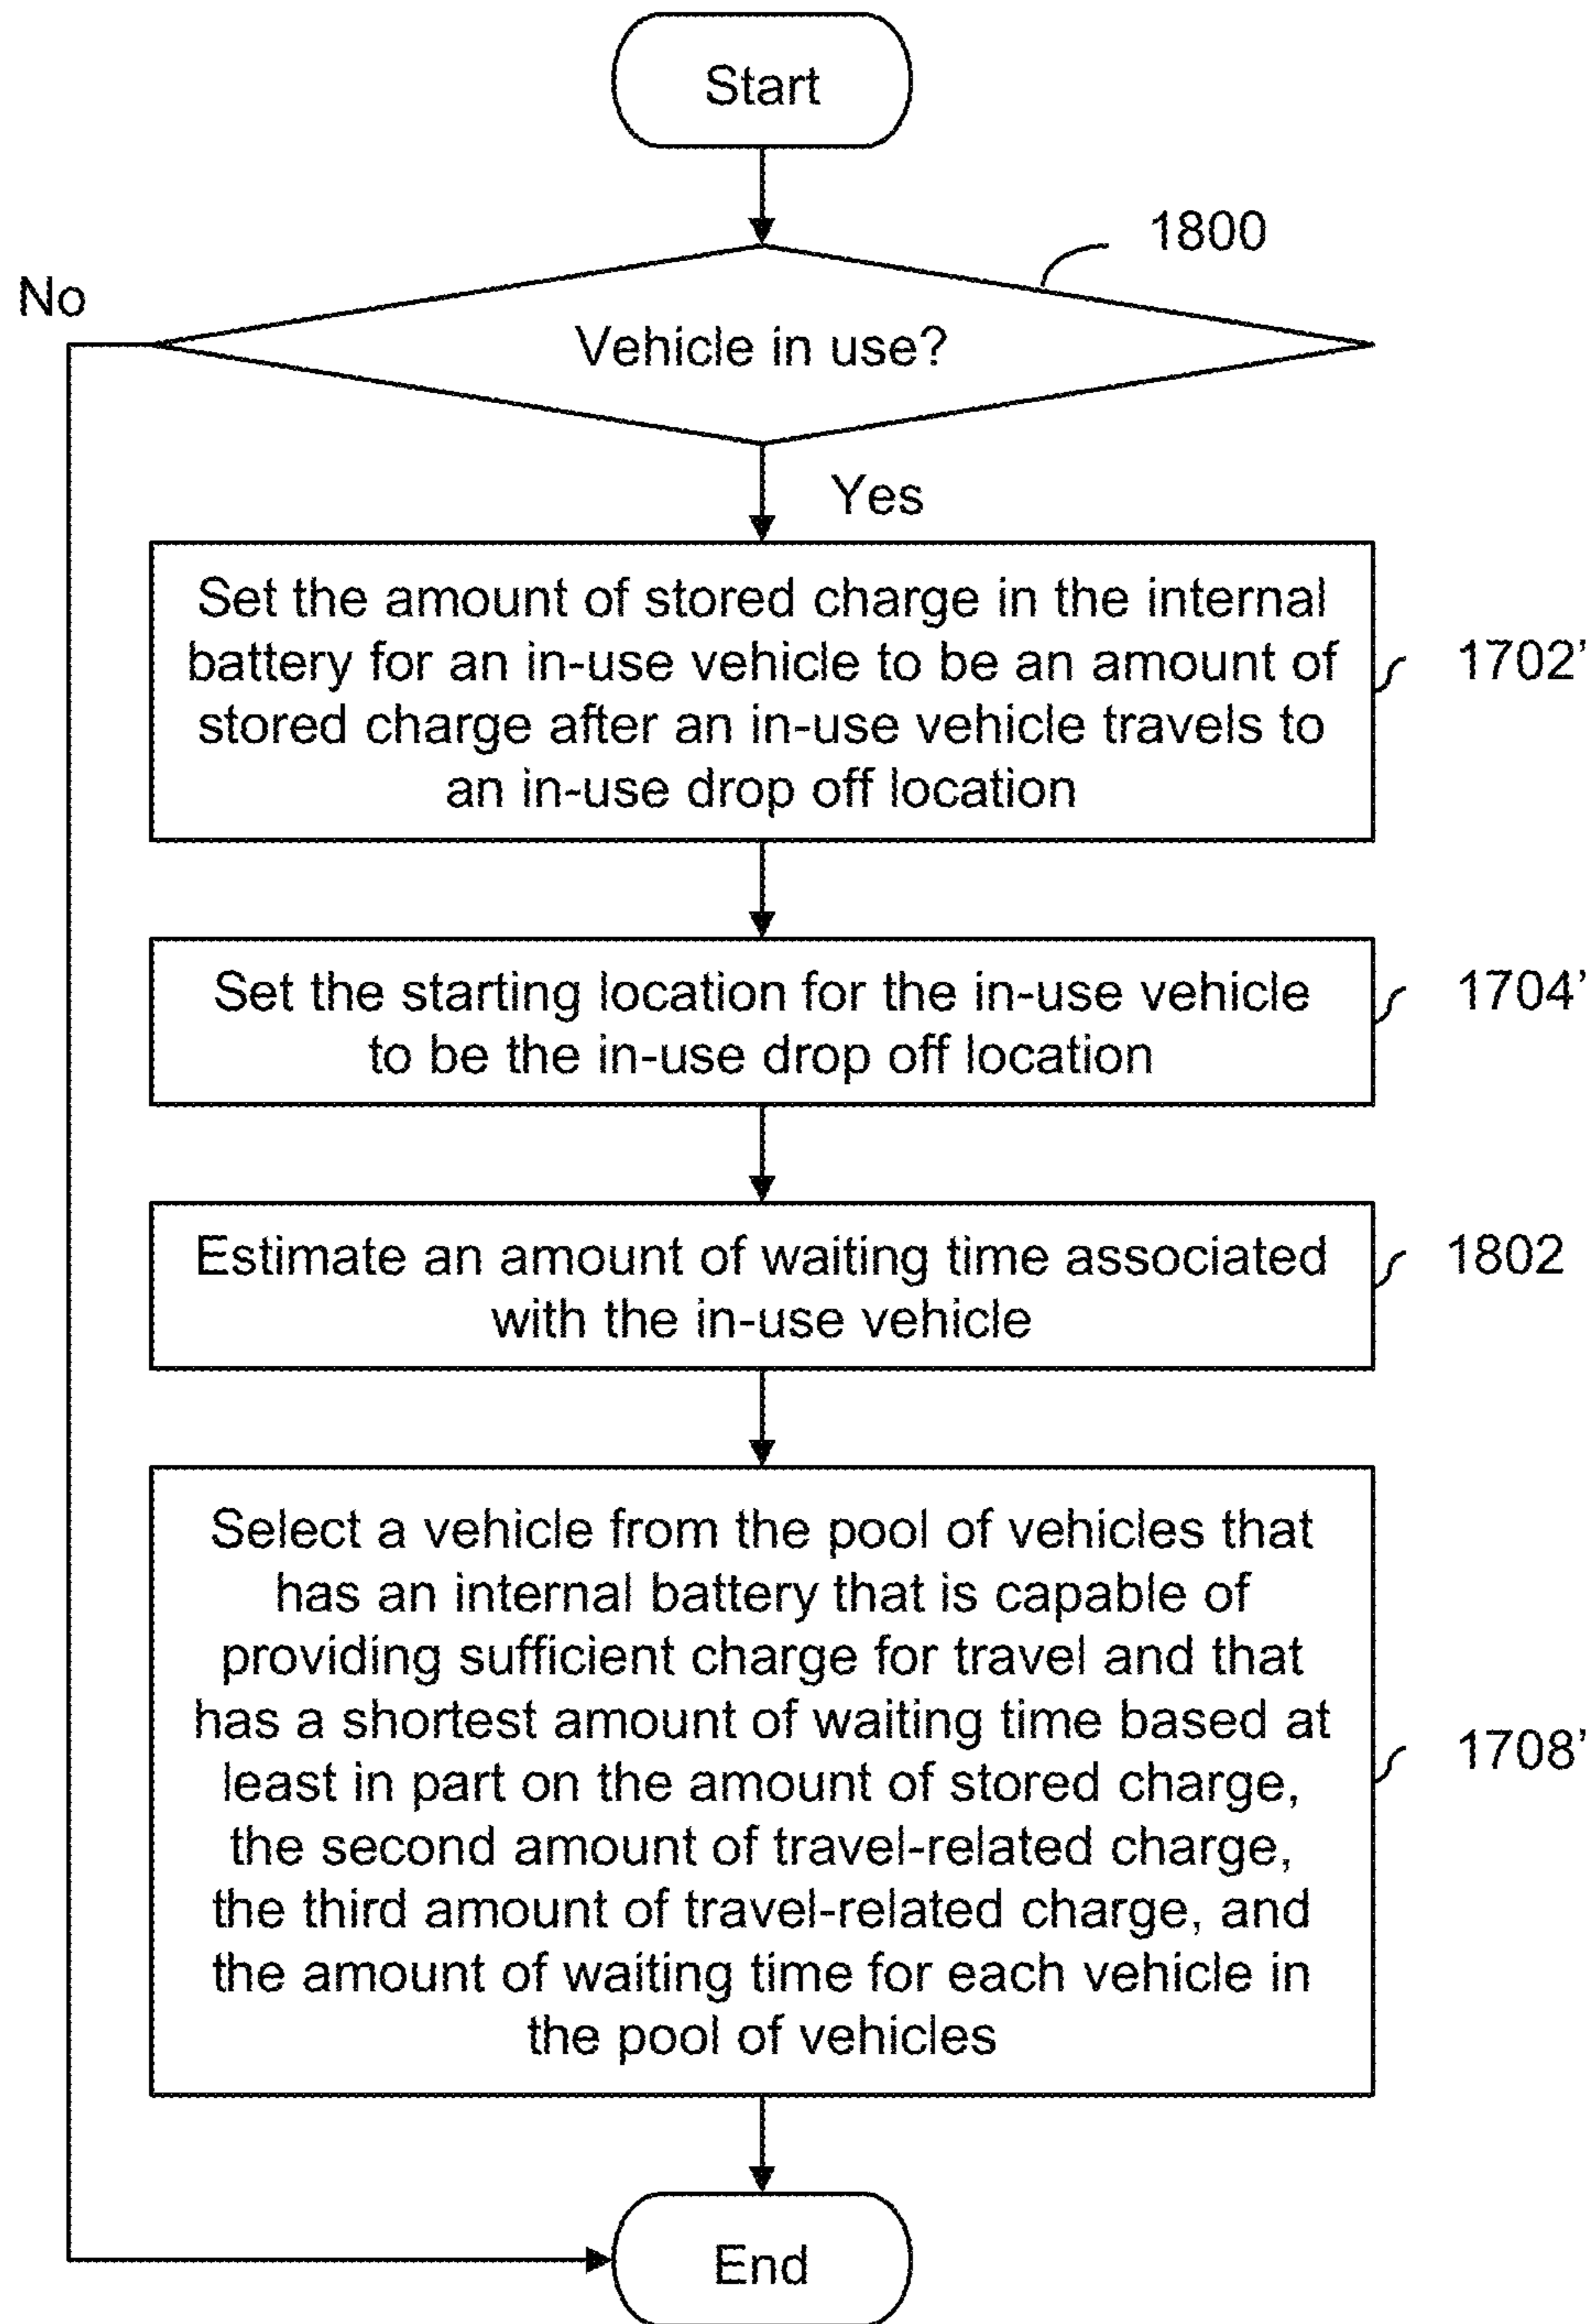 Start
1800
No
Vehicle in use?
Yes
Set the amount of stored charge in the internal
battery for an in-use vehicle to be an amount of
stored charge after an in-use vehicle travels to
an in-use drop off location
1702’
Set the starting location for the in-use vehicle
to be the in-use drop off location
1704’
Estimate an amount of waiting time associated
with the in-use vehicle
1802
Select a vehicle from the pool of vehicles that
has an internal battery that is capable of
providing sufficient charge for travel and that
has a shortest amount of waiting time based at
least in part on the amount of stored charge,
the second amount of travel-related charge,
the third amount of travel-related charge, and
the amount of waiting time for each vehicle in
the pool of vehicles
1708’
End